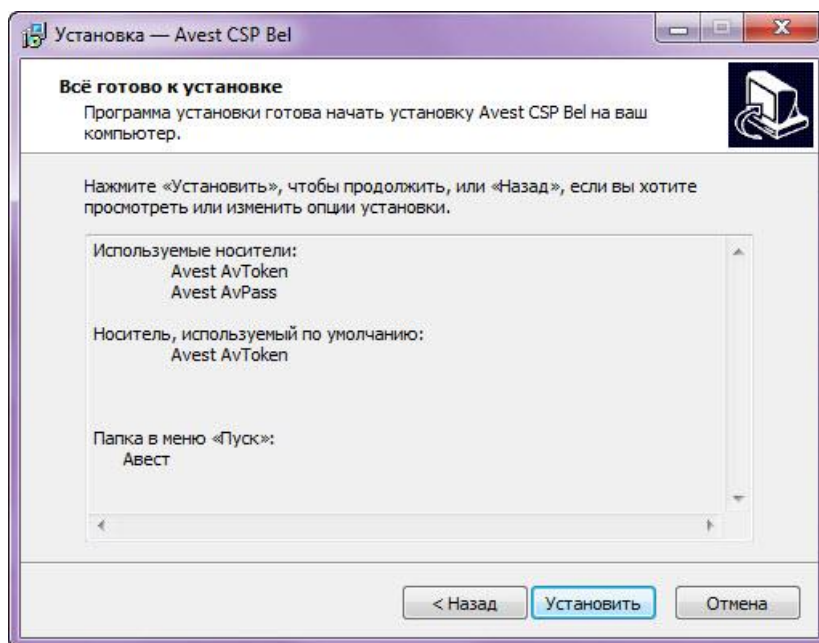 Установка — Avest CSP Bel
Всё готово к установке
Программа установки готова начать установку Avest CSP Bel на ваш
компьютер.
Нажмите «Установить», чтобы продолжить, или «Назад», если вы хотите
просмотреть или изменить опции установки.
Используемые носители:
Avest AvToken
Avest AvPass
Носитель, используемый по умолчанию:
Avest AvToken
Папка в меню «Пуск»:
Авест
< Назад
Установить
Отмена